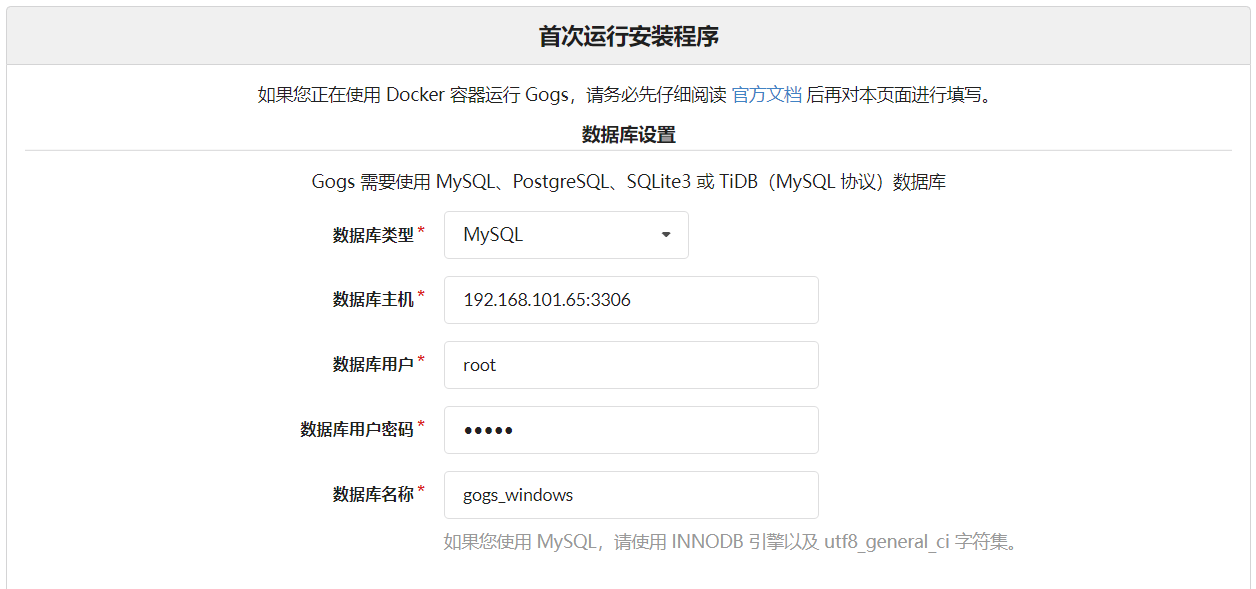 首次运行安装程序
如果您正在使用 Docker 容器运行 Gogs，请务必先仔细阅读 官方文档 后再对本页面进行填写。
数据库设置
Gogs 需要使用 MySQL、PostgreSQL、SQLite3 或 TiDB（MySQL 协议）数据库
数据库类型* MySQL
数据库主机* 192.168.101.65:3306
数据库用户* root
数据库用户密码* •••••
数据库名称* gogs_windows
如果您使用 MySQL，请使用 INNODB 引擎以及 utf8_general_ci 字符集。